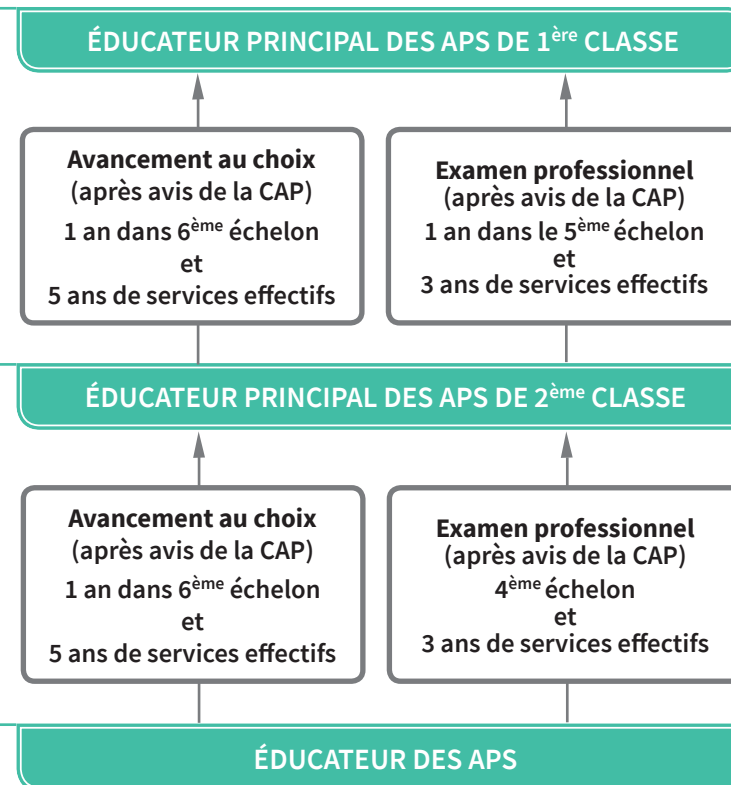 ÉDUCATEUR PRINCIPAL DES APS DE 1ère CLASSE
Avancement au choix
(après avis de la CAP)
1 an dans 6ème échelon
et
5 ans de services effectifs
Examen professionnel
(après avis de la CAP)
1 an dans le 5ème échelon
et
3 ans de services effectifs
ÉDUCATEUR PRINCIPAL DES APS DE 2ème CLASSE
Avancement au choix
(après avis de la CAP)
1 an dans 6ème échelon
et
5 ans de services effectifs
Examen professionnel
(après avis de la CAP)
4ème échelon
et
3 ans de services effectifs
ÉDUCATEUR DES APS